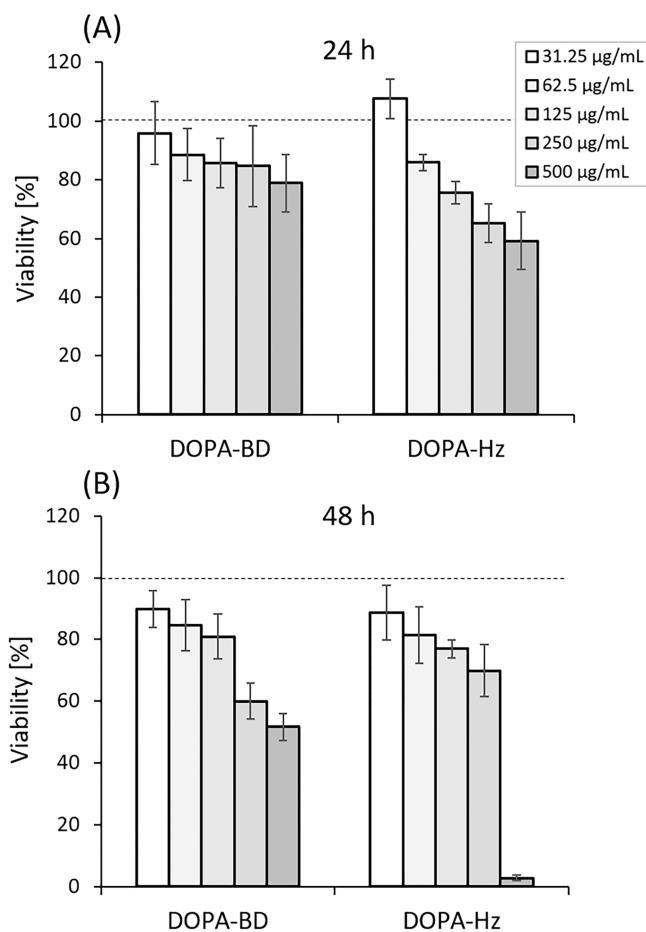 (A)
24 h
31.25 µg/mL
62.5 µg/mL
125 µg/mL
250 µg/mL
500 µg/mL
120
100
80
60
40
20
0
Viability [%]
DOPA-BD DOPA-Hz
(B)
48 h
120
100
80
60
40
20
0
Viability [%]
DOPA-BD DOPA-Hz